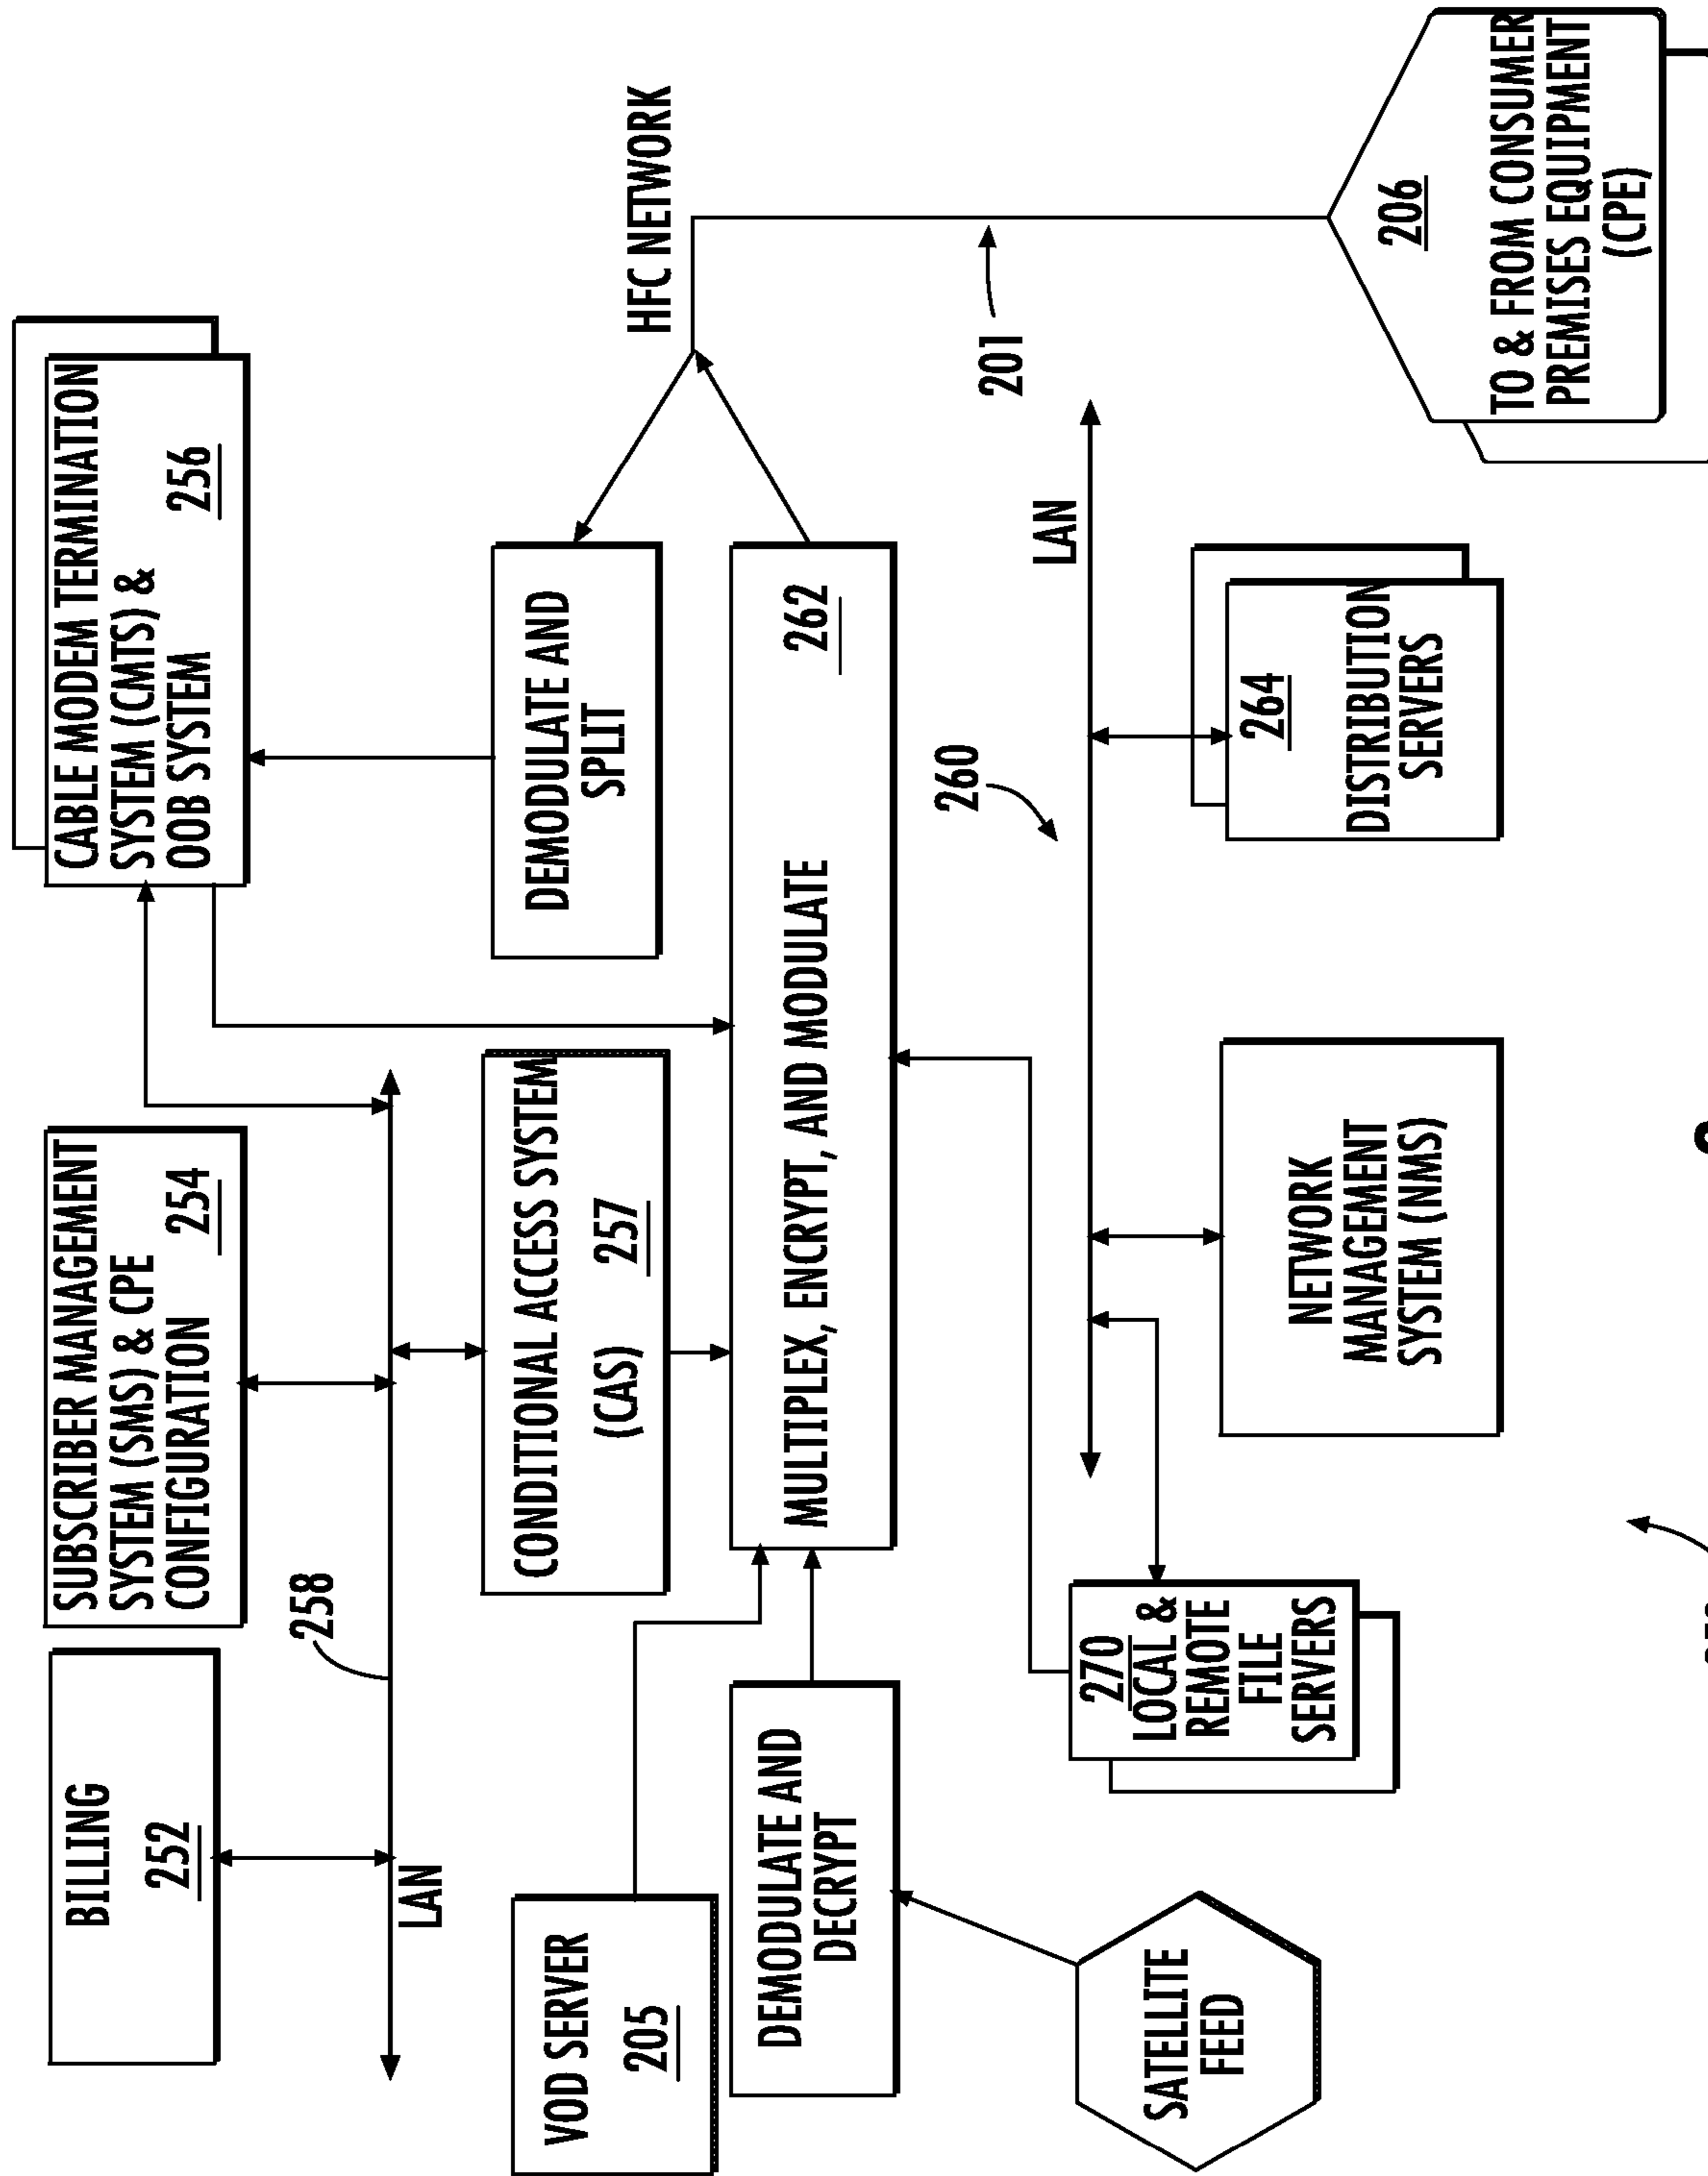 BILLING
252
SUBSCRIBER MANAGEMENT
SYSTEM (SMS) & CPE
CONFIGURATION
254
CABLE MODEM TERMINATION
SYSTEM (CMTS) &
OOB SYSTEM
256
258
LAN
VOD SERVER
205
CONDITIONAL ACCESS SYSTEM
(CAS)
257
DEMODULATE AND
SPLIT
HFC NETWORK
DEMODULATE AND
DECRYPT
MULTIPLEX, ENCRYPT, AND MODULATE
262
201
260
LAN
SATELLITE
FEED
270
LOCAL &
REMOTE
FILE
SERVERS
NETWORK
MANAGEMENT
SYSTEM (NMS)
264
DISTRIBUTION
SERVERS
206
TO & FROM CONSUMER
PREMISES EQUIPMENT
(CPE)